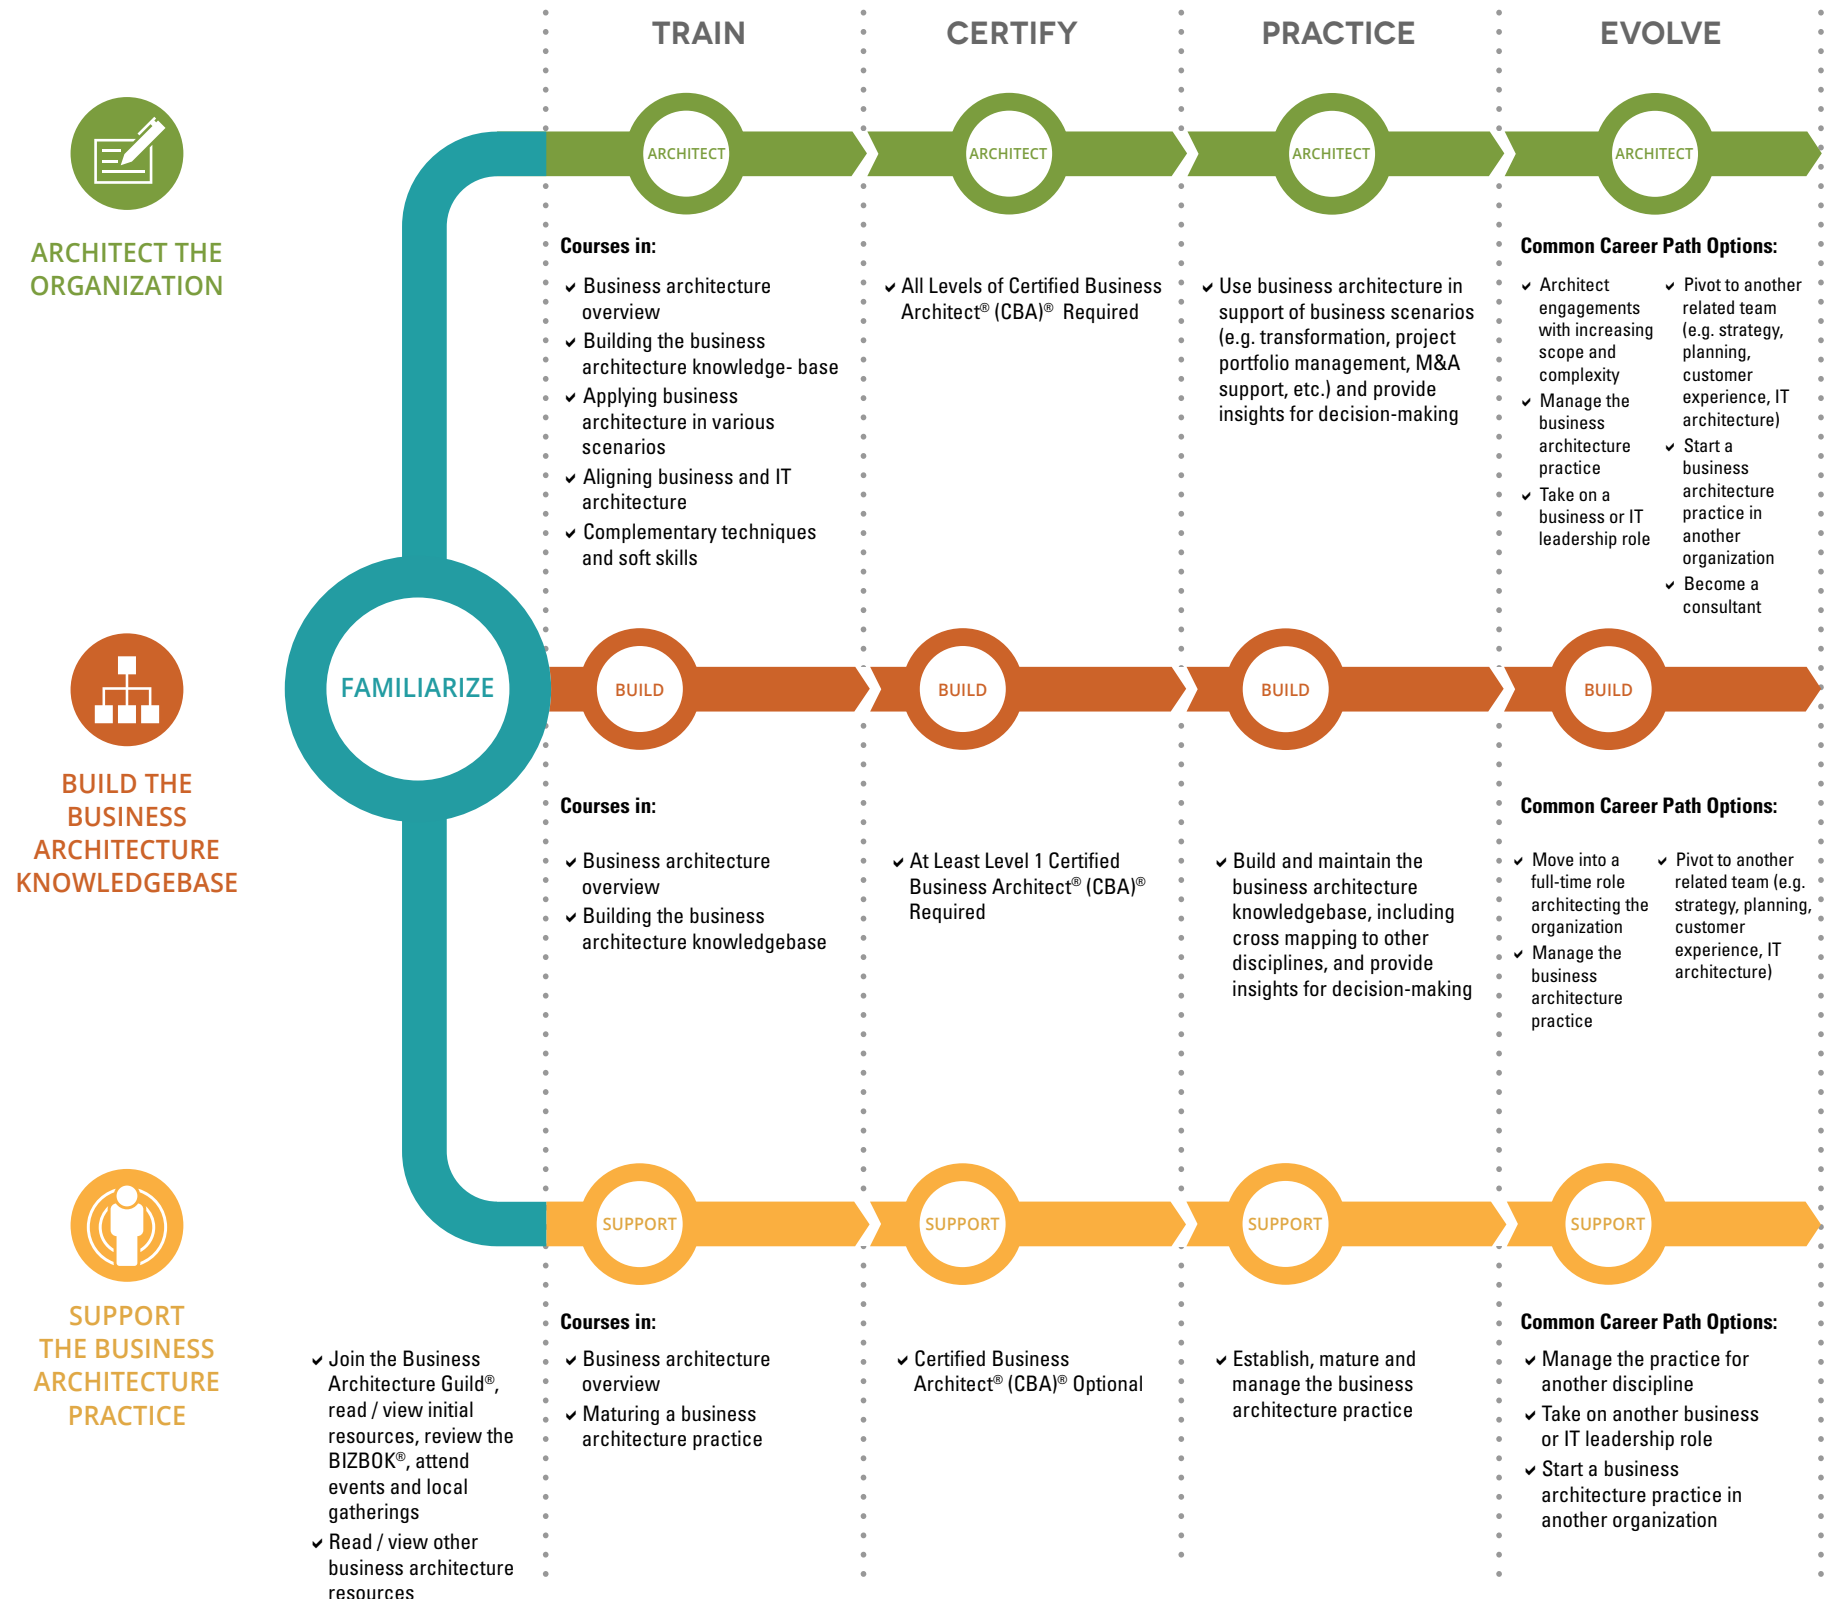 TRAIN
CERTIFY
PRACTICE
EVOLVE
ARCHITECT THE
ORGANIZATION
ARCHITECT
ARCHITECT
ARCHITECT
ARCHITECT
Courses in:
Business architecture
overview
Building the business
architecture knowledge- base
Applying business
architecture in various
scenarios
Aligning business and IT
architecture
Complementary techniques
and soft skills
All Levels of Certified Business
Architect® (CBA)® Required
Use business architecture in
support of business scenarios
(e.g. transformation, project
portfolio management, M&A
support, etc.) and provide
insights for decision-making
Common Career Path Options:
Architect
engagements
with increasing
scope and
complexity
Manage the
business
architecture
practice
Take on a
business or IT
leadership role
Pivot to another
related team
(e.g. strategy,
planning,
customer
experience, IT
architecture)
Start a
business
architecture
practice in
another
organization
Become a
consultant
FAMILIARIZE
BUILD THE
BUSINESS
ARCHITECTURE
KNOWLEDGEBASE
BUILD
BUILD
BUILD
BUILD
Courses in:
Business architecture
overview
Building the business
architecture knowledgebase
At Least Level 1 Certified
Business Architect® (CBA)®
Required
Build and maintain the
business architecture
knowledgebase, including
cross mapping to other
disciplines, and provide
insights for decision-making
Common Career Path Options:
Move into a
full-time role
architecting the
organization
Manage the
business
architecture
practice
Pivot to another
related team (e.g.
strategy, planning,
customer
experience, IT
architecture)
SUPPORT
THE BUSINESS
ARCHITECTURE
PRACTICE
SUPPORT
SUPPORT
SUPPORT
SUPPORT
Join the Business
Architecture Guild®,
read / view initial
resources, review the
BIZBOK®, attend
events and local
gatherings
Read / view other
business architecture
resources
Courses in:
Business architecture
overview
Maturing a business
architecture practice
Certified Business
Architect® (CBA)® Optional
Establish, mature and
manage the business
architecture practice
Common Career Path Options:
Manage the practice for
another discipline
Take on another business
or IT leadership role
Start a business
architecture practice in
another organization